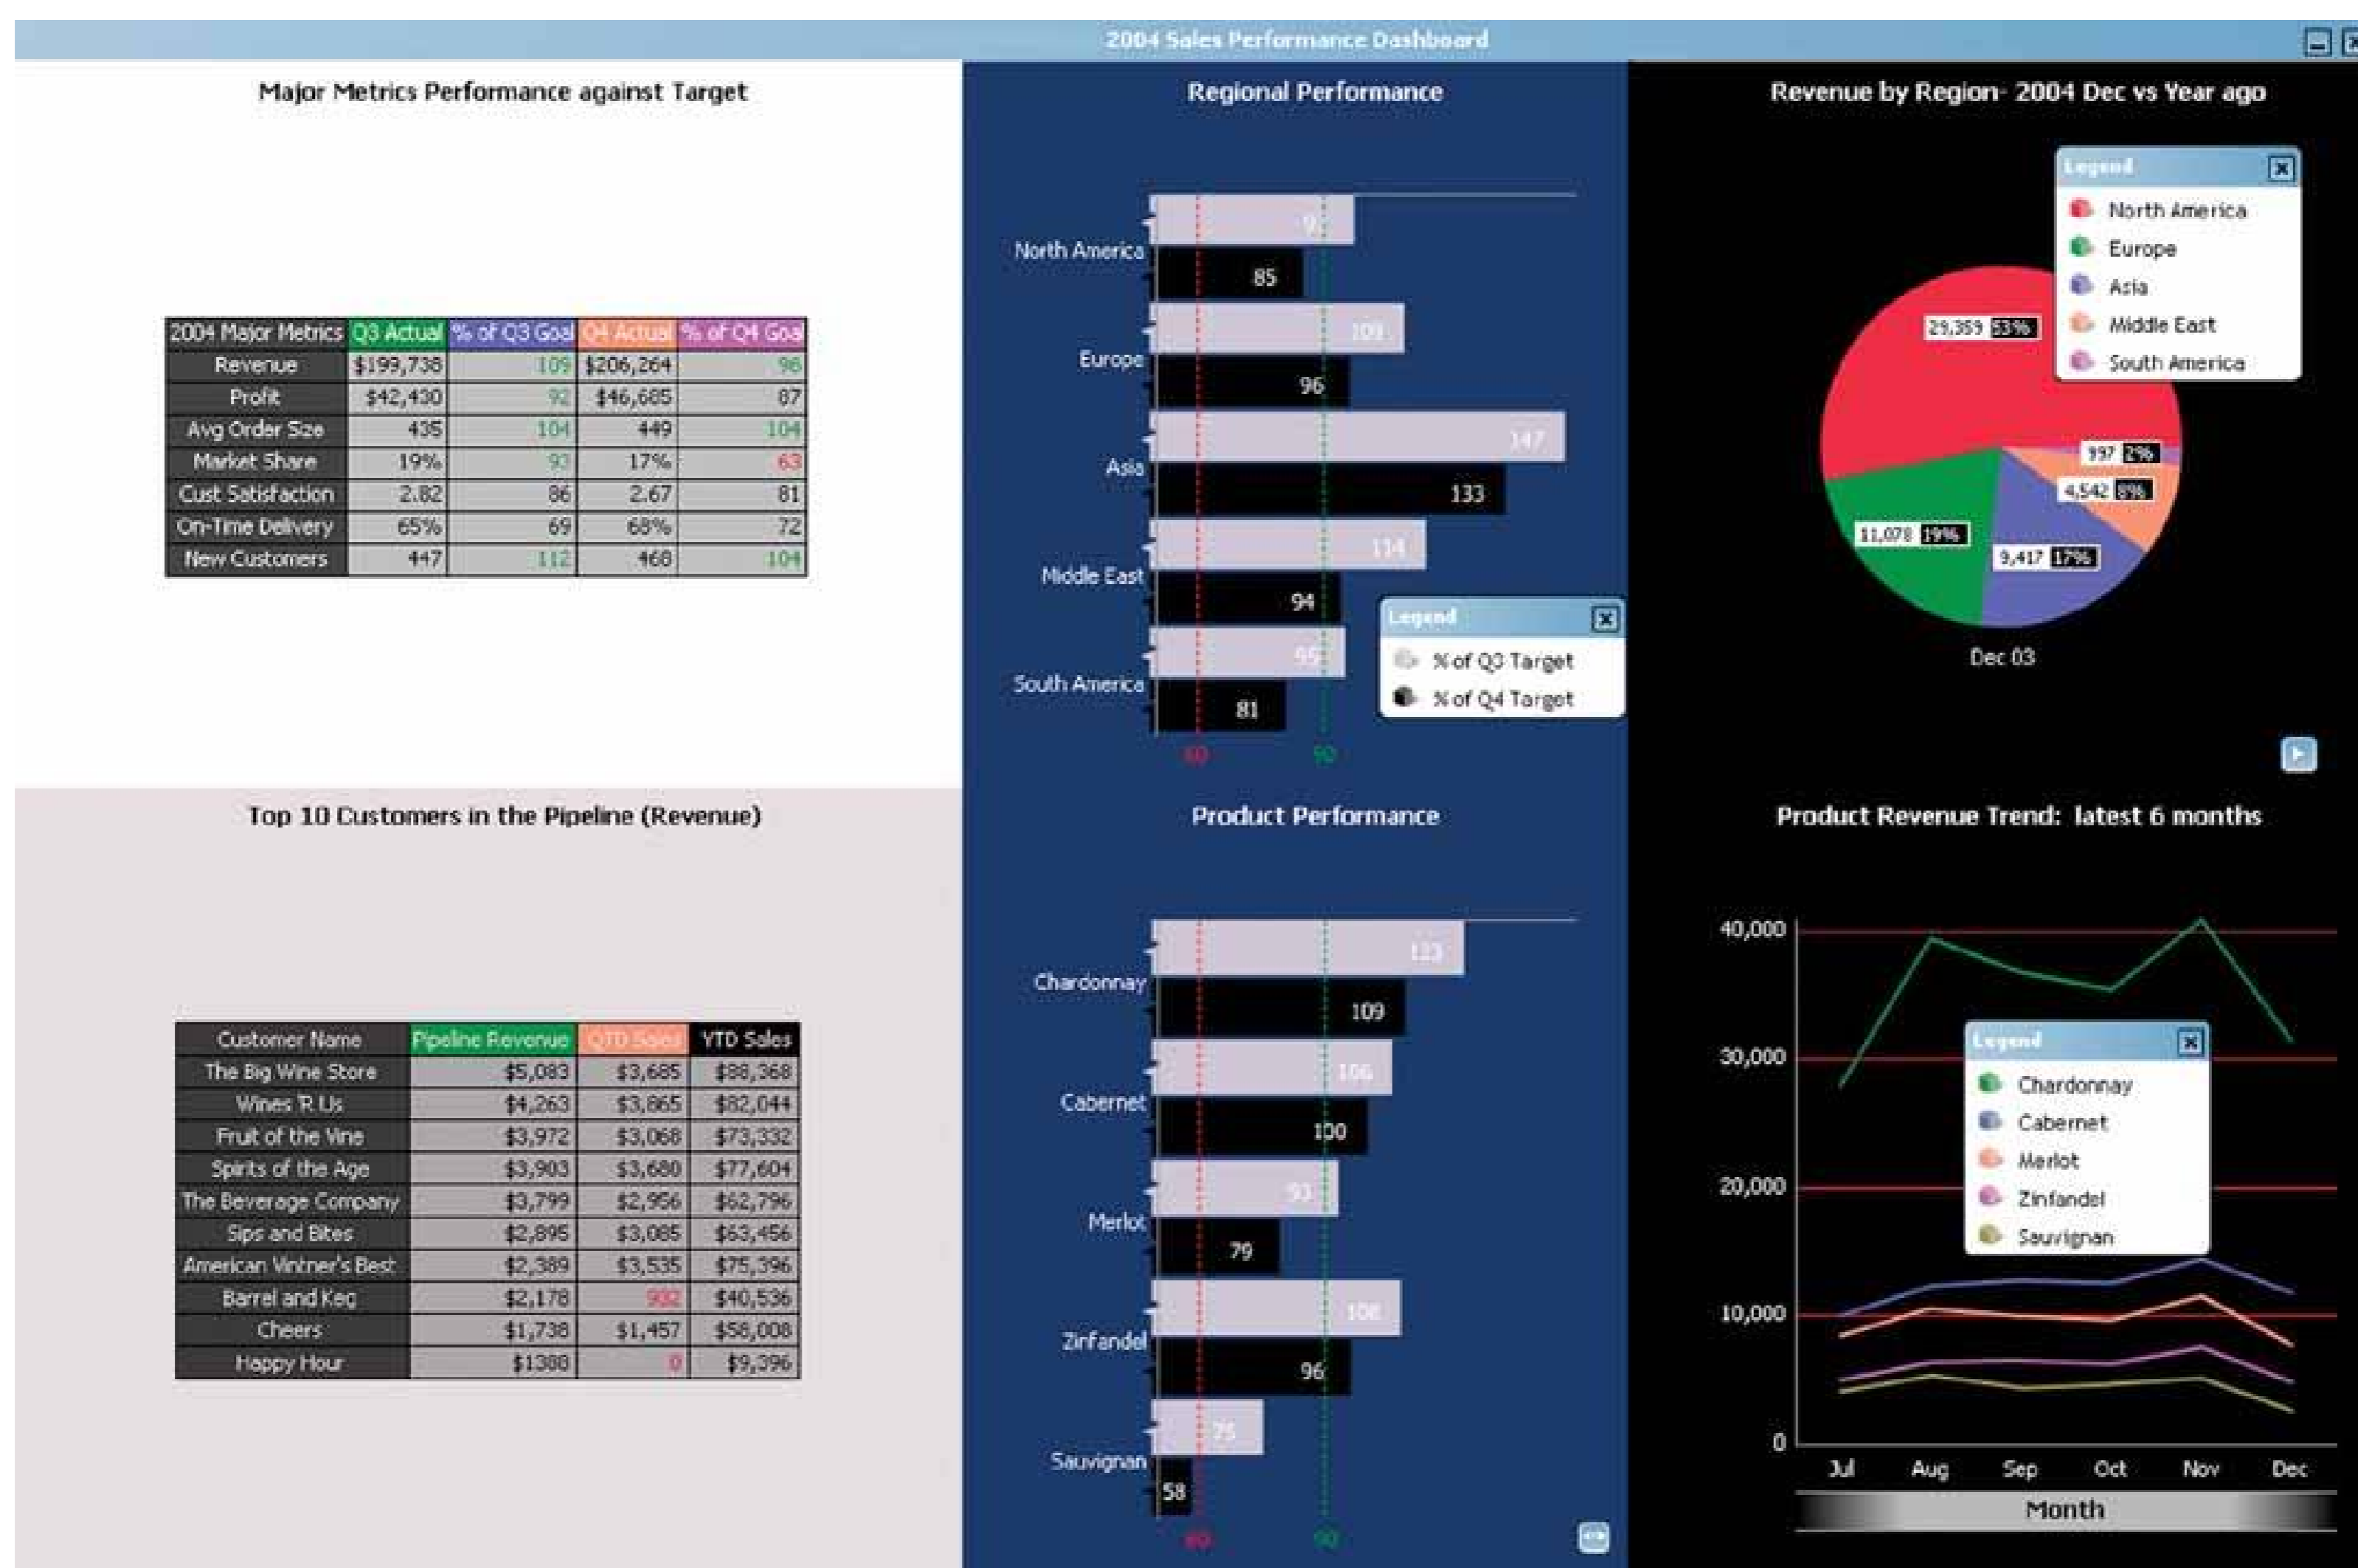 2004 Sales Performance Dashboard
Major Metrics Performance against Target
2004 Major Metrics Q3 Actual % of Q3 Goal Q4 Actual % of Q4 Goal
Revenue $199,738 109 $206,264 96
Profit $42,430 92 $46,685 87
Avg Order Size 435 104 449 104
Market Share 19% 93 17% 63
Cust Satisfaction 2.82 86 2.67 81
On-Time Delivery 65% 69 68% 72
New Customers 447 112 468 104
Regional Performance
North America 85
Europe 103 96
Asia 147 133
Middle East 114 94
South America 95 81
60 90
Legend
% of Q3 Target
% of Q4 Target
Revenue by Region- 2004 Dec vs Year ago
Legend
North America
Europe
Asia
Middle East
South America
29,359 53%
997 2%
4,542 8%
11,078 19%
9,417 17%
Dec 03
Top 10 Customers in the Pipeline (Revenue)
Customer Name Pipeline Revenue QTD Sales YTD Sales
The Big Wine Store $5,083 $3,685 $88,368
Wines 'R Us $4,263 $3,865 $82,044
Fruit of the Vine $3,972 $3,068 $73,332
Spirits of the Age $3,903 $3,680 $77,604
The Beverage Company $3,799 $2,956 $62,796
Sips and Bites $2,895 $3,085 $63,456
American Vintner's Best $2,389 $3,535 $75,396
Barrel and Keg $2,178 902 $40,536
Cheers $1,738 $1,457 $58,008
Happy Hour $1388 0 $9,396
Product Performance
Chardonnay 123 109
Cabernet 106 100
Merlot 93 79
Zinfandel 108 96
Sauvignan 75 58
60 90
Product Revenue Trend: latest 6 months
40,000
30,000
20,000
10,000
0
Legend
Chardonnay
Cabernet
Merlot
Zinfandel
Sauvignan
Jul Aug Sep Oct Nov Dec
Month